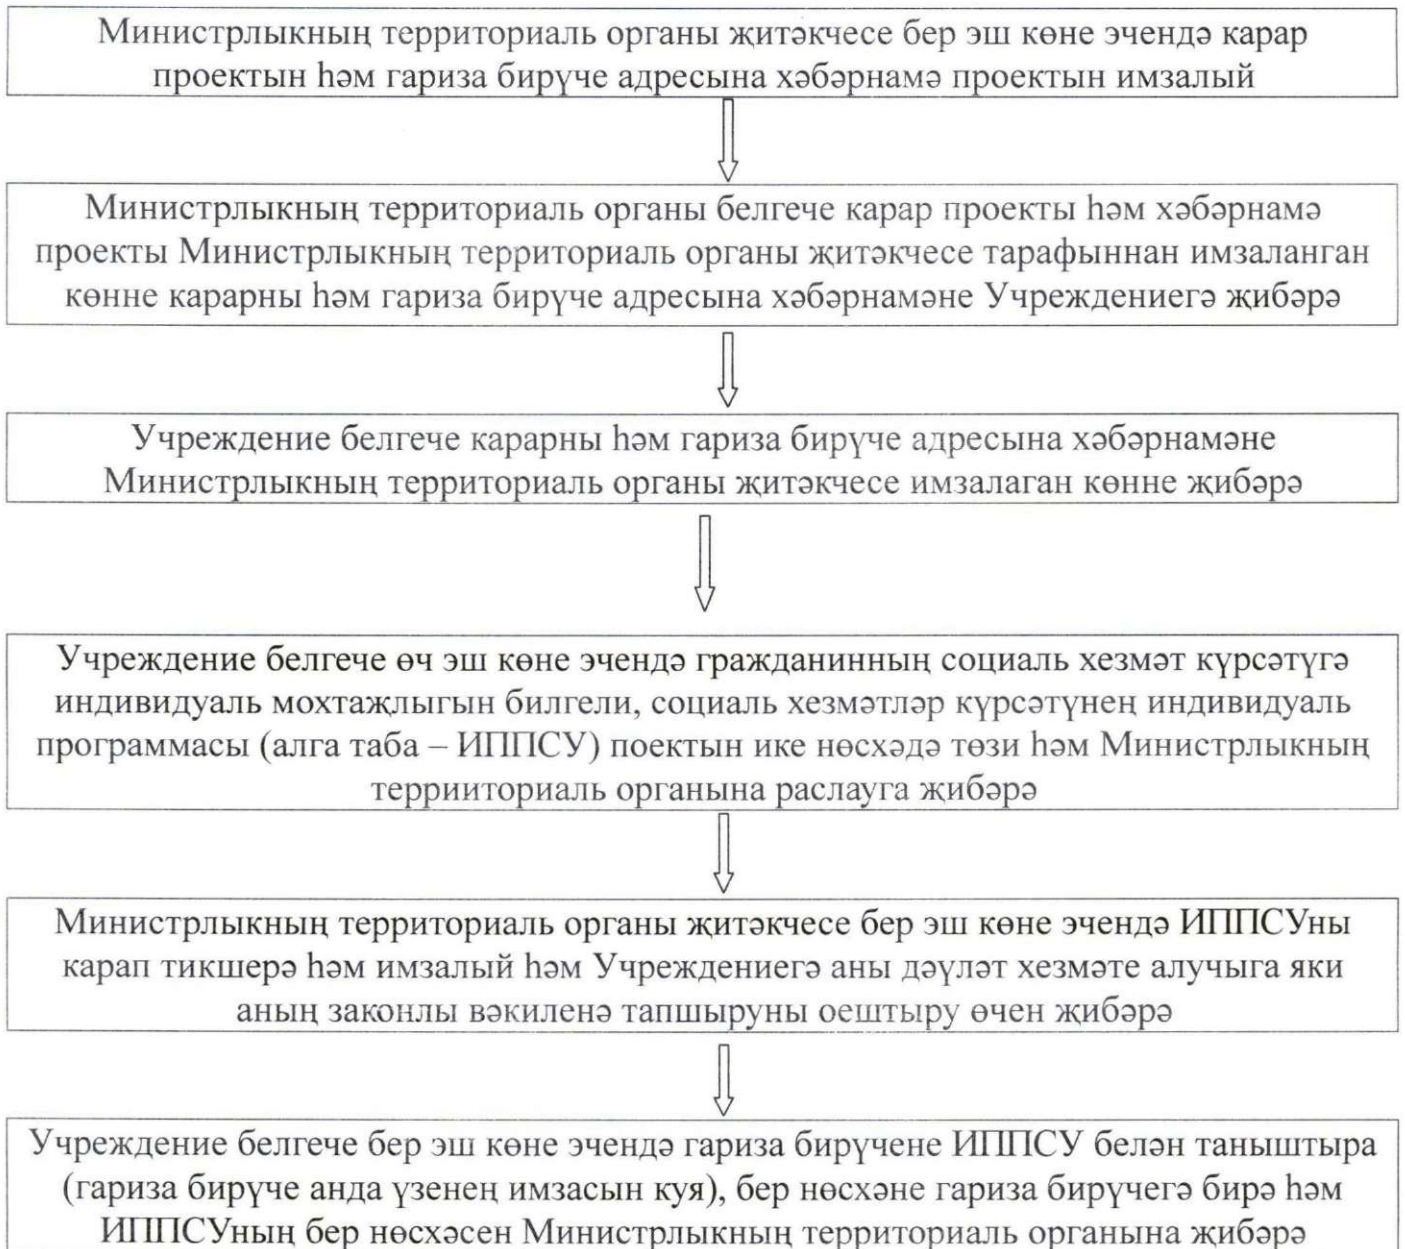 Министрлыкның территориаль органы җитәкчесе бер эш көне эчендә карар
проектын һәм гариза бирүче адресына хәбәрнамә проектын имзалый
Министрлыкның территориаль органы белгече карар проекты һәм хәбәрнамә
проекты Министрлыкның территориаль органы җитәкчесе тарафыннан имзаланган
көнне карарны һәм гариза бирүче адресына хәбәрнамәне Учреждениегә җибәрә
Учреждение белгече карарны һәм гариза бирүче адресына хәбәрнамәне
Министрлыкның территориаль органы җитәкчесе имзалаган көнне җибәрә
Учреждение белгече өч эш көне эчендә гражданинның социаль хезмәт күрсәтүгә
индивидуаль мохтаҗлыгын билгели, социаль хезмәтләр күрсәтүнең индивидуаль
программасы (алга таба – ИППСУ) поектын ике нөсхәдә төзи һәм Министрлыкның
террииториаль органына раслауга җибәрә
Министрлыкның территориаль органы җитәкчесе бер эш көне эчендә ИППСУны
карап тикшерә һәм имзалый һәм Учреждениегә аны дәүләт хезмәте алучыга яки
аның законлы вәкиленә тапшыруны оештыру өчен җибәрә
Учреждение белгече бер эш көне эчендә гариза бирүчене ИППСУ белән таныштыра
(гариза бирүче анда үзенең имзасын куя), бер нөсхәне гариза бирүчегә бирә һәм
ИППСУның бер нөсхәсен Министрлыкның территориаль органына җибәрә